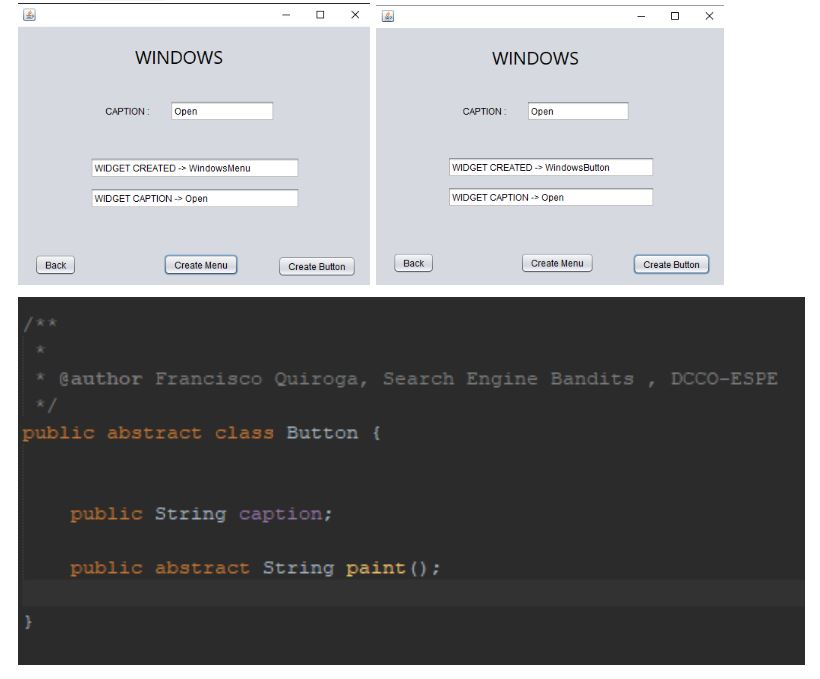 WINDOWS
CAPTION : Open
WIDGET CREATED -> WindowsMenu
WIDGET CAPTION -> Open
Back Create Menu Create Button
WINDOWS
CAPTION : Open
WIDGET CREATED -> WindowsButton
WIDGET CAPTION -> Open
Back Create Menu Create Button
/**
*
* @author Francisco Quiroga, Search Engine Bandits , DCCO-ESPE
*/
public abstract class Button {
public String caption;
public abstract String paint();
}